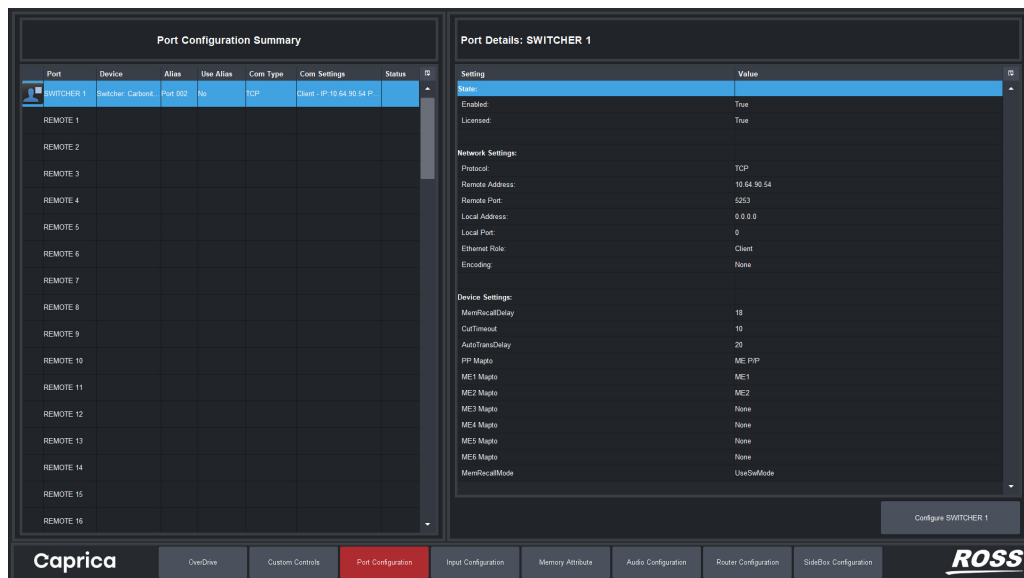 Port Configuration Summary
Port Device Alias Use Alias Com Type Com Settings Status
SWITCHER 1 Switcher: Carbonit... Port 002 No TCP Client - IP:10.64.90.54 P...
REMOTE 1
REMOTE 2
REMOTE 3
REMOTE 4
REMOTE 5
REMOTE 6
REMOTE 7
REMOTE 8
REMOTE 9
REMOTE 10
REMOTE 11
REMOTE 12
REMOTE 13
REMOTE 14
REMOTE 15
REMOTE 16
Port Details: SWITCHER 1
Setting Value
State:
Enabled: True
Licensed: True
Network Settings:
Protocol: TCP
Remote Address: 10.64.90.54
Remote Port: 5253
Local Address: 0.0.0.0
Local Port: 0
Ethernet Role: Client
Encoding: None
Device Settings:
MemRecallDelay 18
CutTimeout 10
AutoTransDelay 20
PP Mapto ME P/P
ME1 Mapto ME1
ME2 Mapto ME2
ME3 Mapto None
ME4 Mapto None
ME5 Mapto None
ME6 Mapto None
MemRecallMode UseSwMode
Configure SWITCHER 1
Caprica OverDrive Custom Controls Port Configuration Input Configuration Memory Attribute Audio Configuration Router Configuration SideBox Configuration ROSS